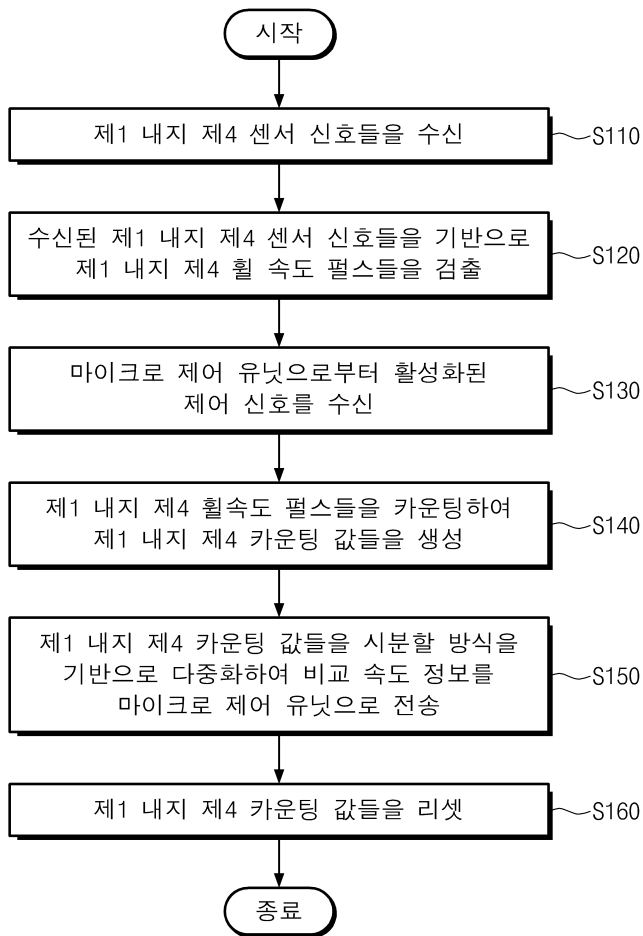 시작
제1 내지 제4 센서 신호들을 수신
S110
수신된 제1 내지 제4 센서 신호들을 기반으로
제1 내지 제4 휠 속도 펄스들을 검출
S120
마이크로 제어 유닛으로부터 활성화된
제어 신호를 수신
S130
제1 내지 제4 휠속도 펄스들을 카운팅하여
제1 내지 제4 카운팅 값들을 생성
S140
제1 내지 제4 카운팅 값들을 시분할 방식을
기반으로 다중화하여 비교 속도 정보를
마이크로 제어 유닛으로 전송
S150
제1 내지 제4 카운팅 값들을 리셋
S160
종료